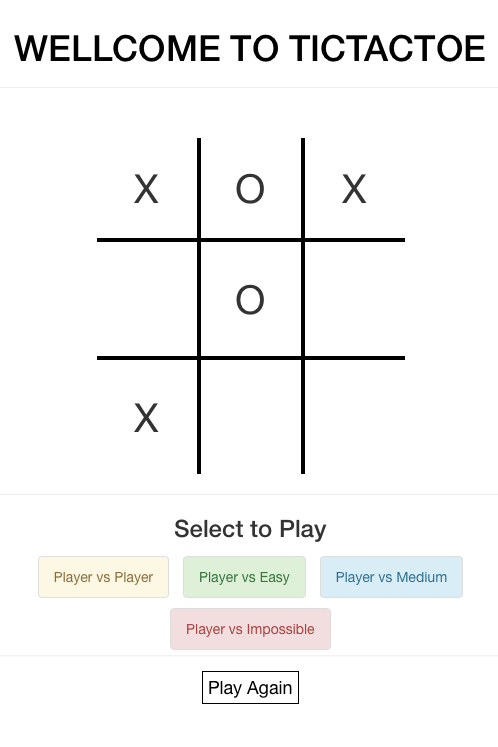 WELLCOME TO TICTACTOE
X O X
O
X
Select to Play
Player vs Player Player vs Easy Player vs Medium
Player vs Impossible
Play Again